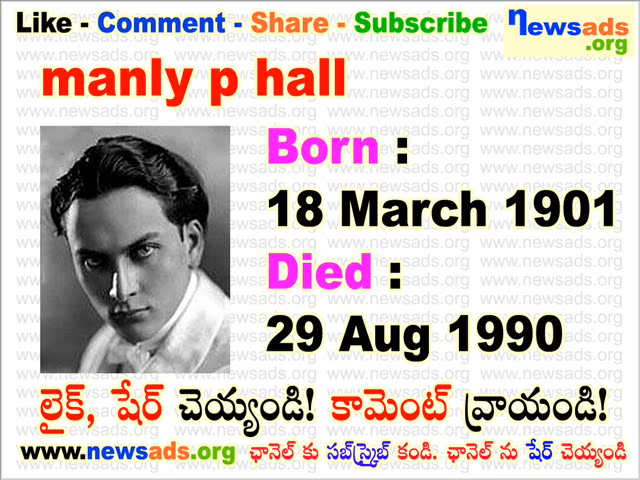 Like - Comment - Share - Subscribe
newsads
.org
manly p hall
Born :
18 March 1901
Died :
29 Aug 1990
లైక్, షేర్ చెయ్యండి! కామెంట్ వ్రాయండి!
www.newsads.org ఛానెల్ కు సబ్‌స్క్రైబ్ కండి. ఛానెల్ ను షేర్ చెయ్యండి